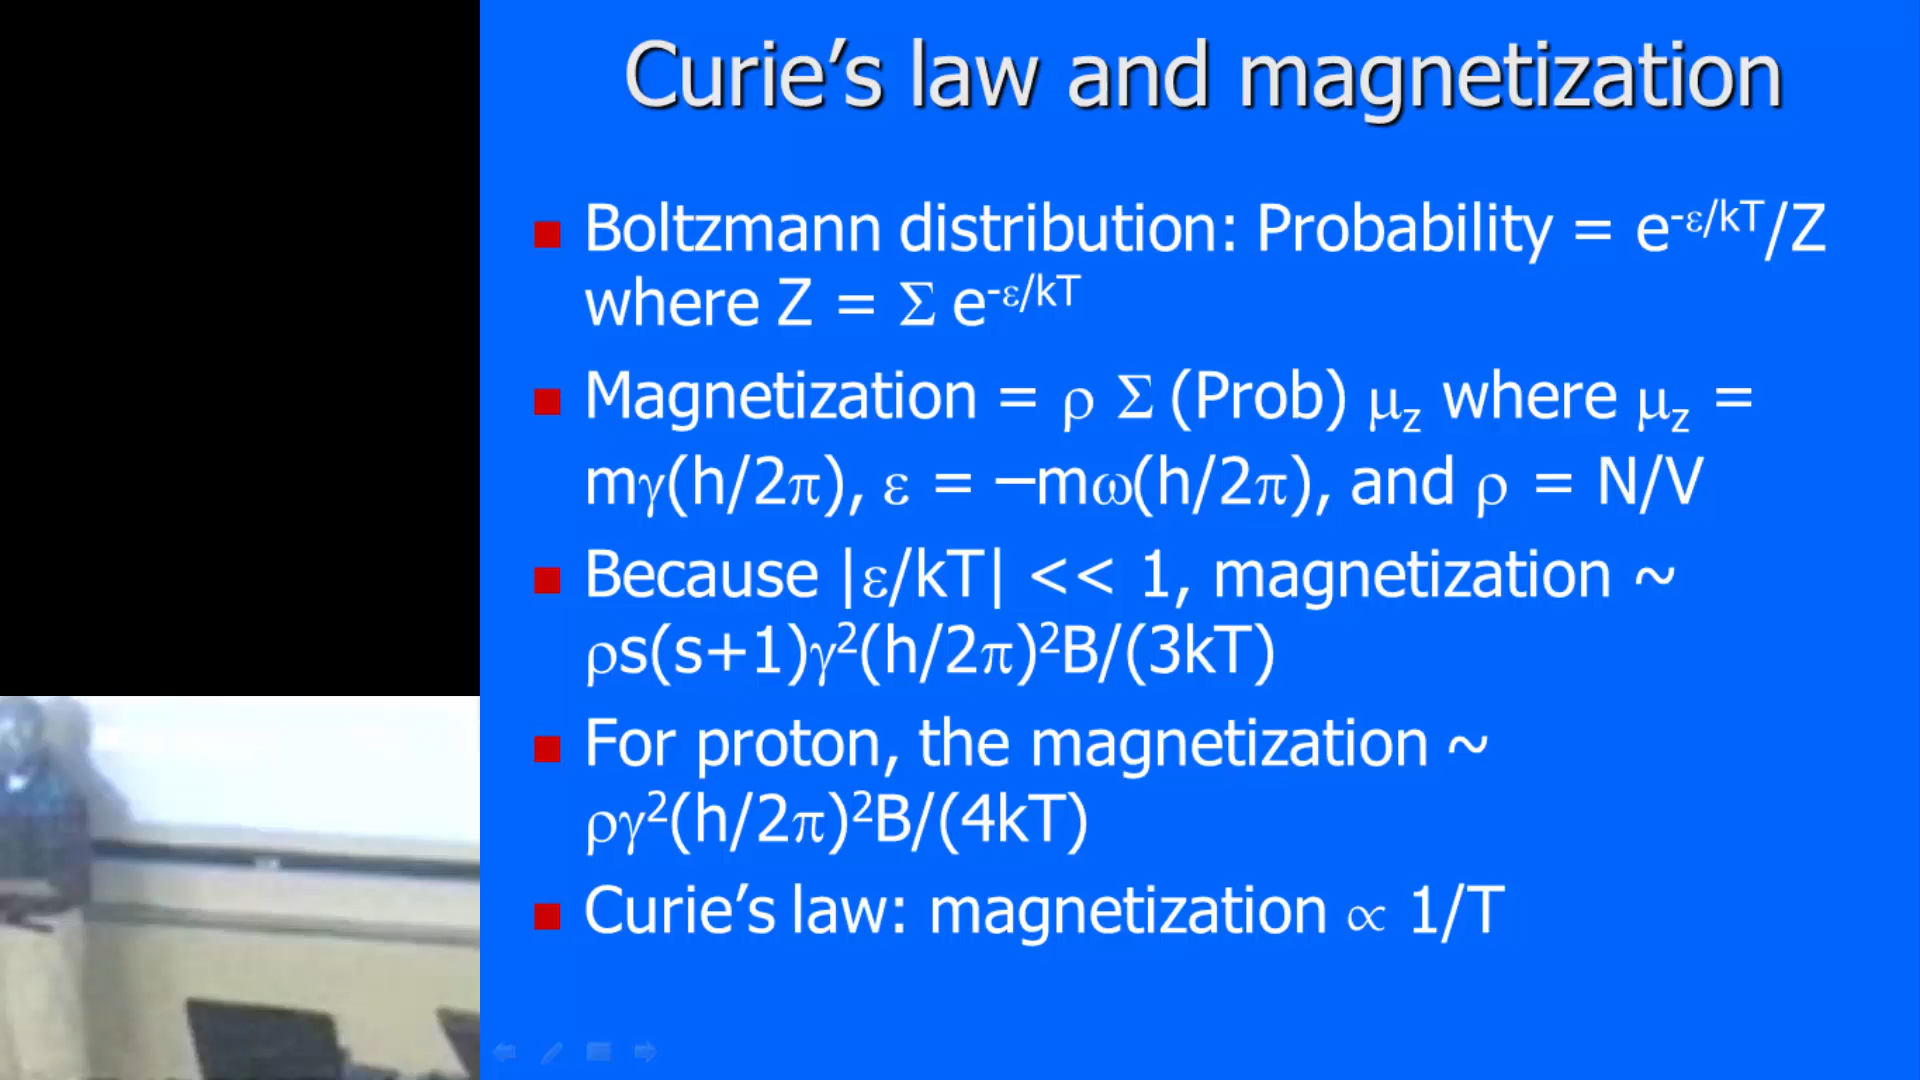 Curie’s law and magnetization
Boltzmann distribution: Probability = e⁻ᵋ/ᵏᵀ/Z
where Z = Σ e⁻ᵋ/ᵏᵀ
Magnetization = ρ Σ (Prob) μz where μz =
mγ(h/2π), ε = –mω(h/2π), and ρ = N/V
Because |ε/kT| << 1, magnetization ~
ρs(s+1)γ²(h/2π)²B/(3kT)
For proton, the magnetization ~
ργ²(h/2π)²B/(4kT)
Curie’s law: magnetization ∝ 1/T